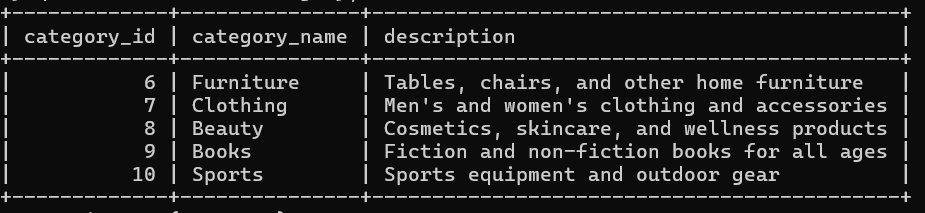 +-------------+---------------+---------------------------------------------+
| category_id | category_name | description                                 |
+-------------+---------------+---------------------------------------------+
|           6 | Furniture     | Tables, chairs, and other home furniture    |
|           7 | Clothing      | Men's and women's clothing and accessories  |
|           8 | Beauty        | Cosmetics, skincare, and wellness products  |
|           9 | Books         | Fiction and non-fiction books for all ages  |
|          10 | Sports        | Sports equipment and outdoor gear           |
+-------------+---------------+---------------------------------------------+